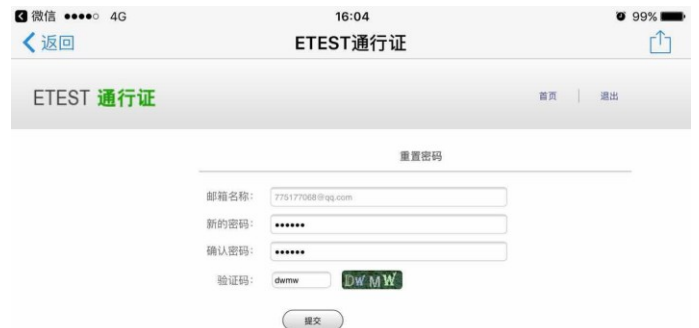 微信 4G 16:04 99%
返回 ETEST通行证
ETEST 通行证 首页 | 退出
重置密码
邮箱名称: 775177068@qq.com
新的密码: ••••••
确认密码: ••••••
验证码: dwmw DWMW
提交